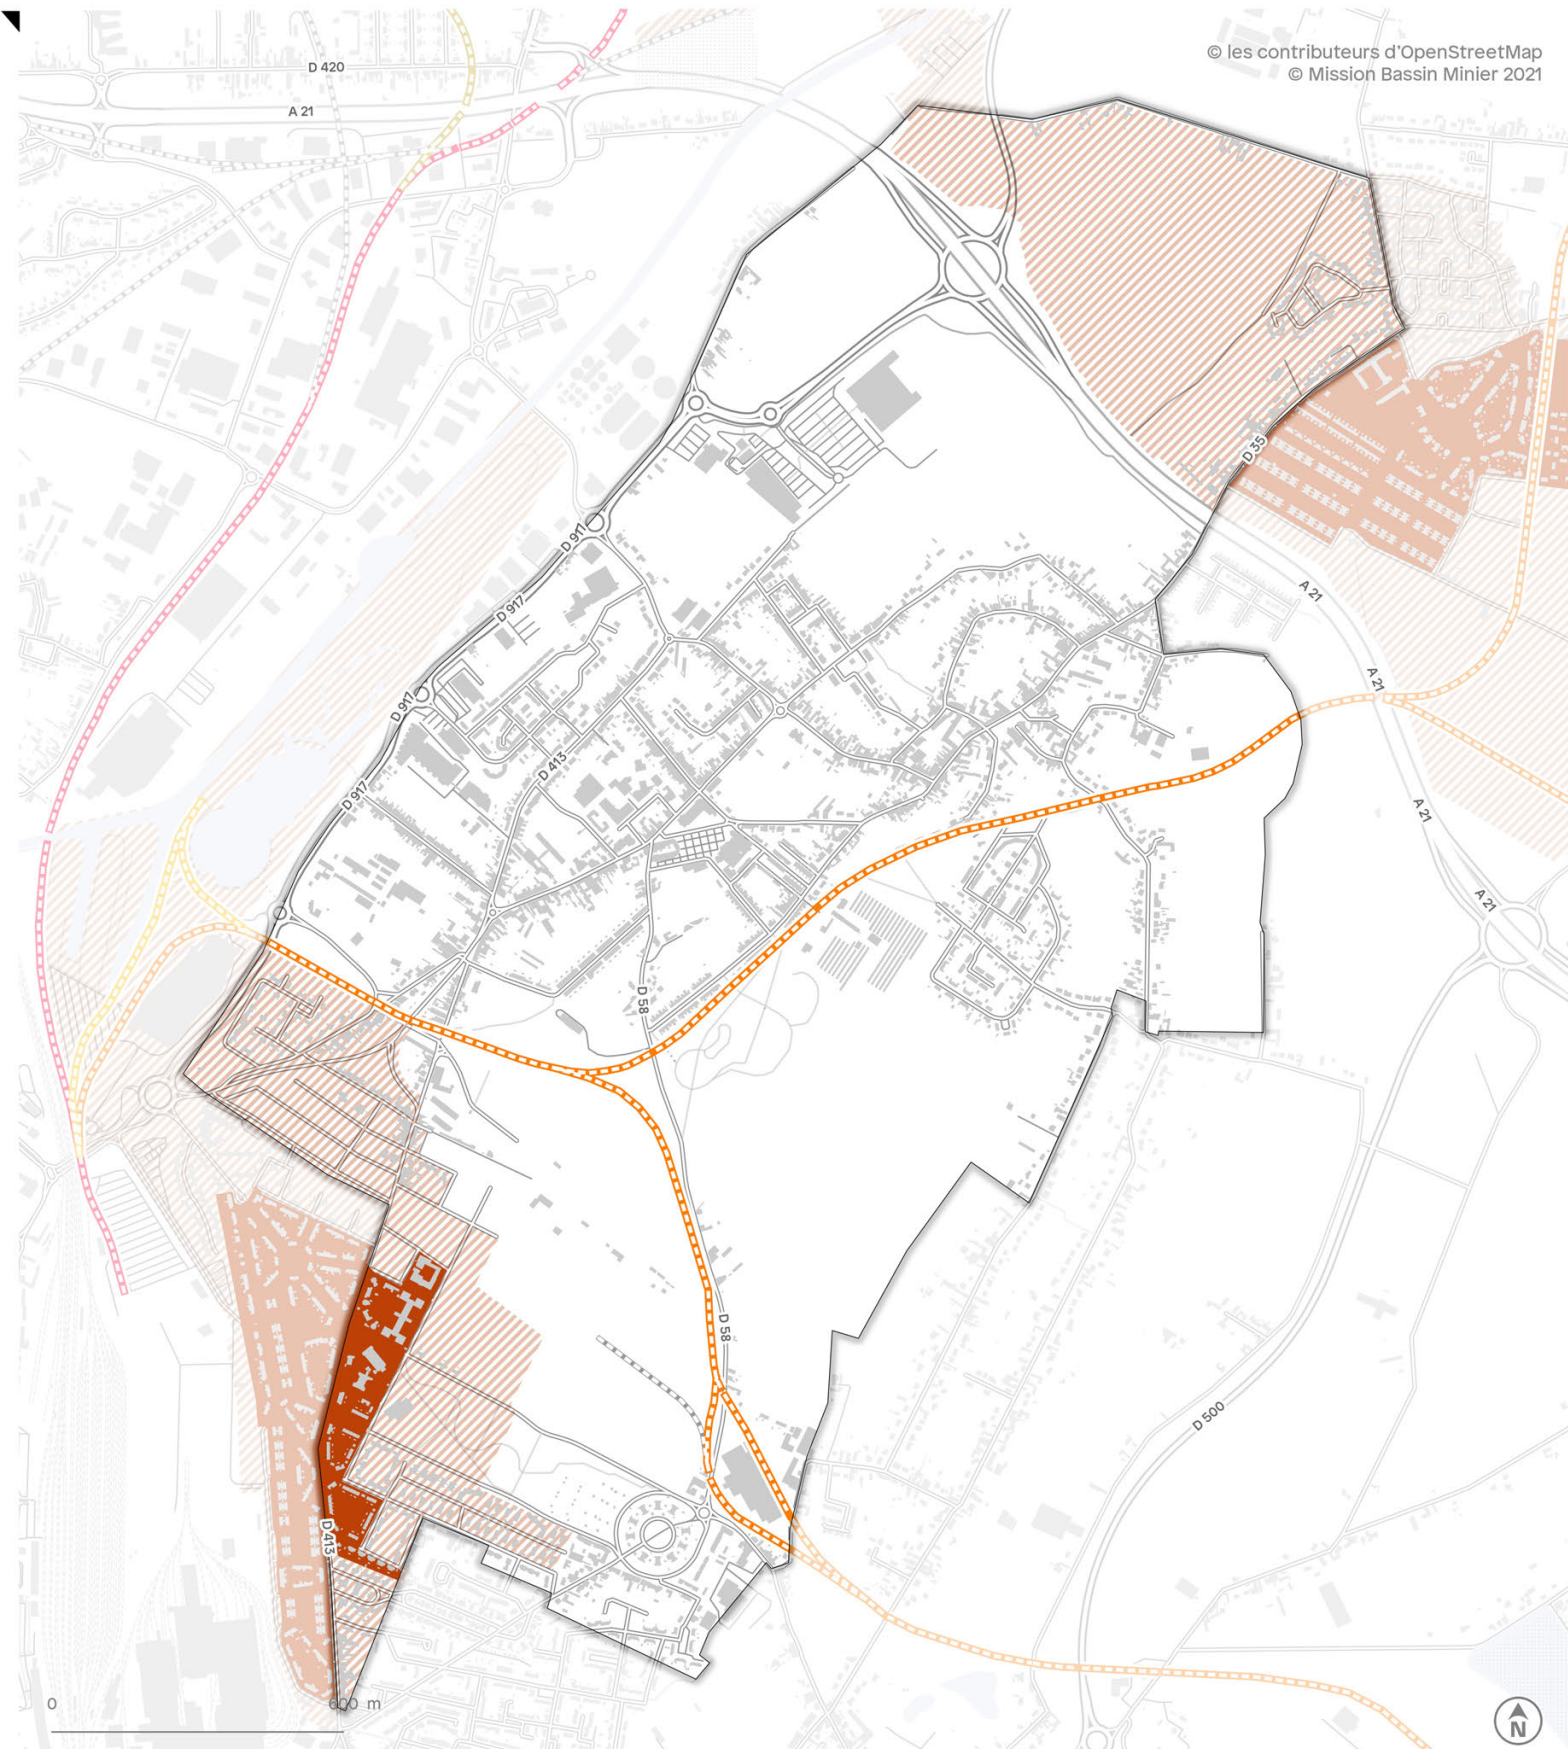 © les contributeurs d'OpenStreetMap
© Mission Bassin Minier 2021
D 420
A 21
D 35
D 917
A 21
D 917
A 21
D 917
D 413
D 917
A 21
A 21
D 58
D 58
D 500
D 413
0
600 m
N